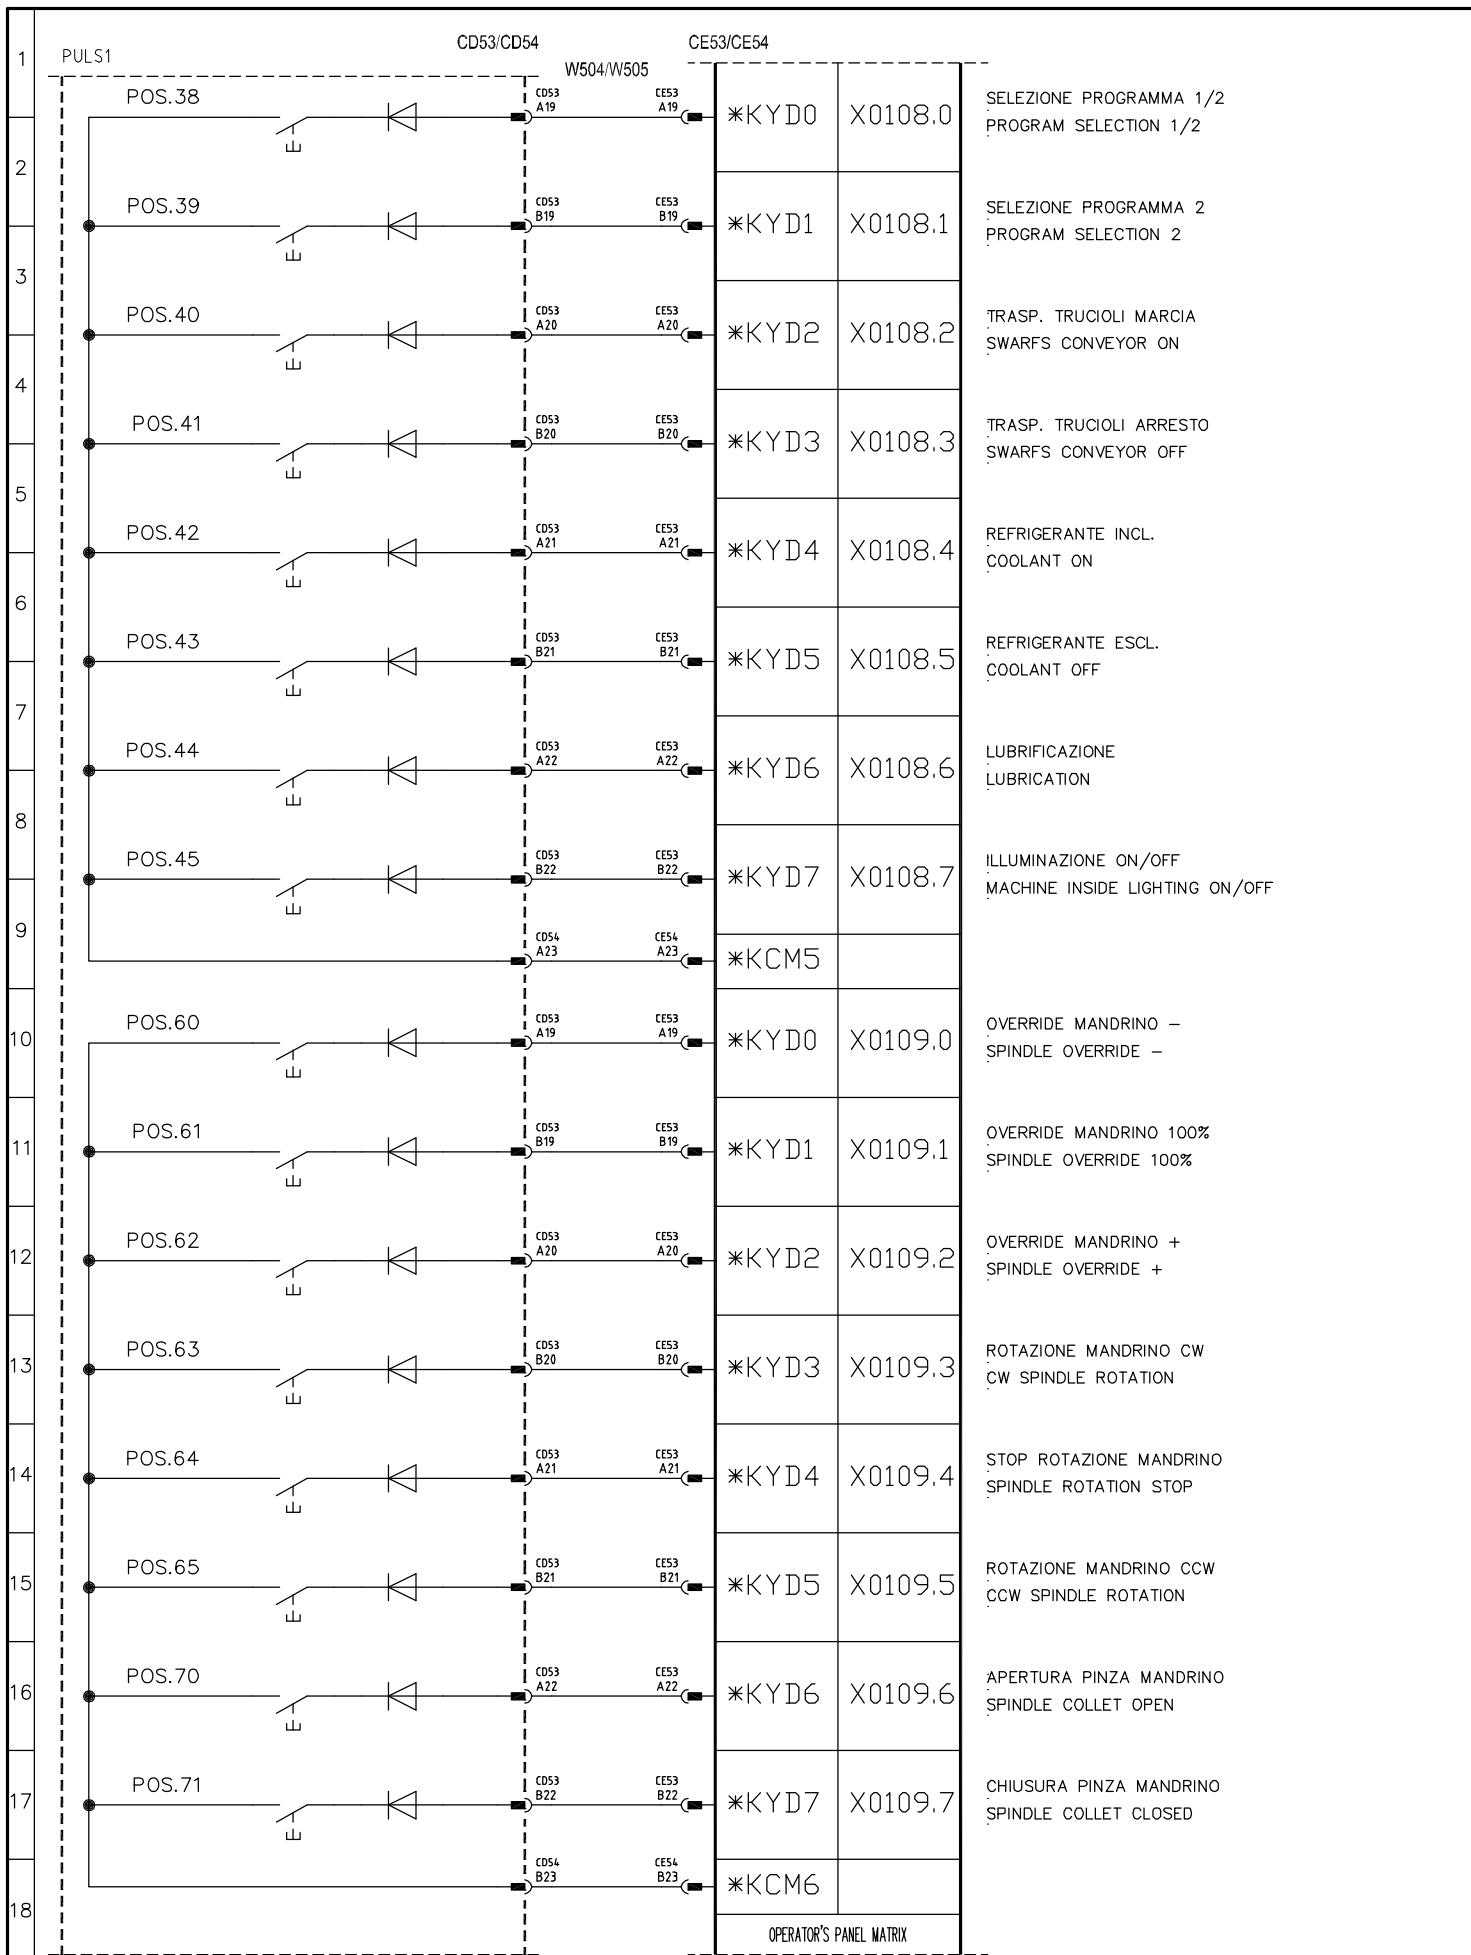 CD53/CD54 CE53/CE54
1 PULS1
W504/W505
POS.38 CD53 A19 CE53 A19 *KYD0 X0108.0 SELEZIONE PROGRAMMA 1/2
PROGRAM SELECTION 1/2
2
POS.39 CD53 B19 CE53 B19 *KYD1 X0108.1 SELEZIONE PROGRAMMA 2
PROGRAM SELECTION 2
3
POS.40 CD53 A20 CE53 A20 *KYD2 X0108.2 TRASP. TRUCIOLI MARCIA
SWARFS CONVEYOR ON
4
POS.41 CD53 B20 CE53 B20 *KYD3 X0108.3 TRASP. TRUCIOLI ARRESTO
SWARFS CONVEYOR OFF
5
POS.42 CD53 A21 CE53 A21 *KYD4 X0108.4 REFRIGERANTE INCL.
COOLANT ON
6
POS.43 CD53 B21 CE53 B21 *KYD5 X0108.5 REFRIGERANTE ESCL.
COOLANT OFF
7
POS.44 CD53 A22 CE53 A22 *KYD6 X0108.6 LUBRIFICAZIONE
LUBRICATION
8
POS.45 CD53 B22 CE53 B22 *KYD7 X0108.7 ILLUMINAZIONE ON/OFF
MACHINE INSIDE LIGHTING ON/OFF
9
CD54 A23 CE54 A23 *KCM5
10 POS.60 CD53 A19 CE53 A19 *KYD0 X0109.0 OVERRIDE MANDRINO −
SPINDLE OVERRIDE −
11 POS.61 CD53 B19 CE53 B19 *KYD1 X0109.1 OVERRIDE MANDRINO 100%
SPINDLE OVERRIDE 100%
12 POS.62 CD53 A20 CE53 A20 *KYD2 X0109.2 OVERRIDE MANDRINO +
SPINDLE OVERRIDE +
13 POS.63 CD53 B20 CE53 B20 *KYD3 X0109.3 ROTAZIONE MANDRINO CW
CW SPINDLE ROTATION
14 POS.64 CD53 A21 CE53 A21 *KYD4 X0109.4 STOP ROTAZIONE MANDRINO
SPINDLE ROTATION STOP
15 POS.65 CD53 B21 CE53 B21 *KYD5 X0109.5 ROTAZIONE MANDRINO CCW
CCW SPINDLE ROTATION
16 POS.70 CD53 A22 CE53 A22 *KYD6 X0109.6 APERTURA PINZA MANDRINO
SPINDLE COLLET OPEN
17 POS.71 CD53 B22 CE53 B22 *KYD7 X0109.7 CHIUSURA PINZA MANDRINO
SPINDLE COLLET CLOSED
CD54 B23 CE54 B23 *KCM6
18
OPERATOR'S PANEL MATRIX